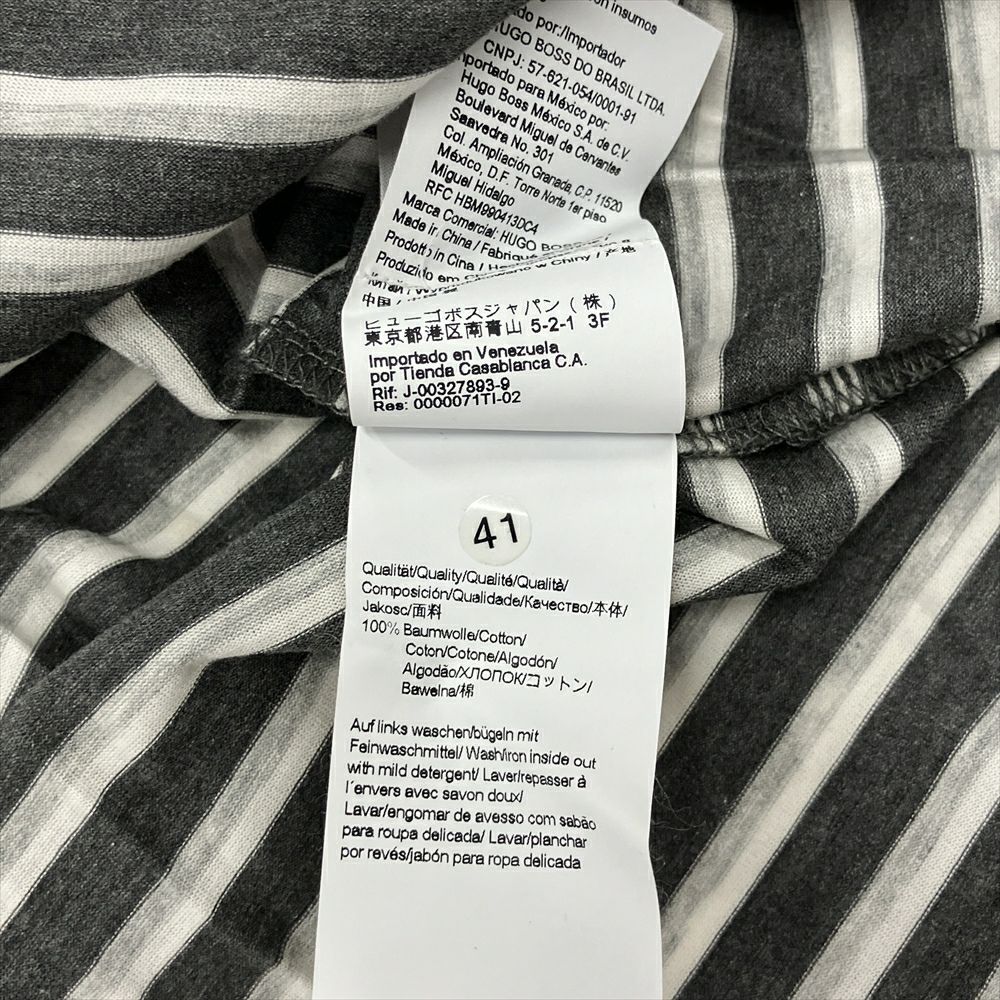 insumos
do por:/Importador
HUGO BOSS DO BRASIL LTDA.
CNPJ: 57-621-054/0001-91
Importado para México por:
Hugo Boss México S.A. de C.V.
Boulevard Miguel de Cervantes
Saavedra No. 301
Col. Ampliación Granada, C.P. 11520
México, D.F. Torre Norte 1er piso
Miguel Hidalgo
RFC HBM990413DC4
Marca Comercial: HUGO BOSS
Made in China / Fabriqué
Prodotto in Cina /
Produzido em w Chiny / 产地
中国 /
ヒューゴボスジャパン(株)
東京都港区南青山 5-2-1 3F
Importado en Venezuela
por Tienda Casablanca C.A.
Rif: J-00327893-9
Res: 0000071TI-02
41
Qualität/Quality/Qualité/Qualità/
Composición/Qualidade/Качество/本体/
Jakosc/面料
100% Baumwolle/Cotton/
Coton/Cotone/Algodón/
Algodão/ХЛОПОК/コットン/
Bawelna/棉
Auf links waschen/bügeln mit
Feinwaschmittel/ Wash/iron inside out
with mild detergent/ Laver/repasser à
l´envers avec savon doux/
Lavar/engomar de avesso com sabão
para roupa delicada/ Lavar/planchar
por revés/jabón para ropa delicada